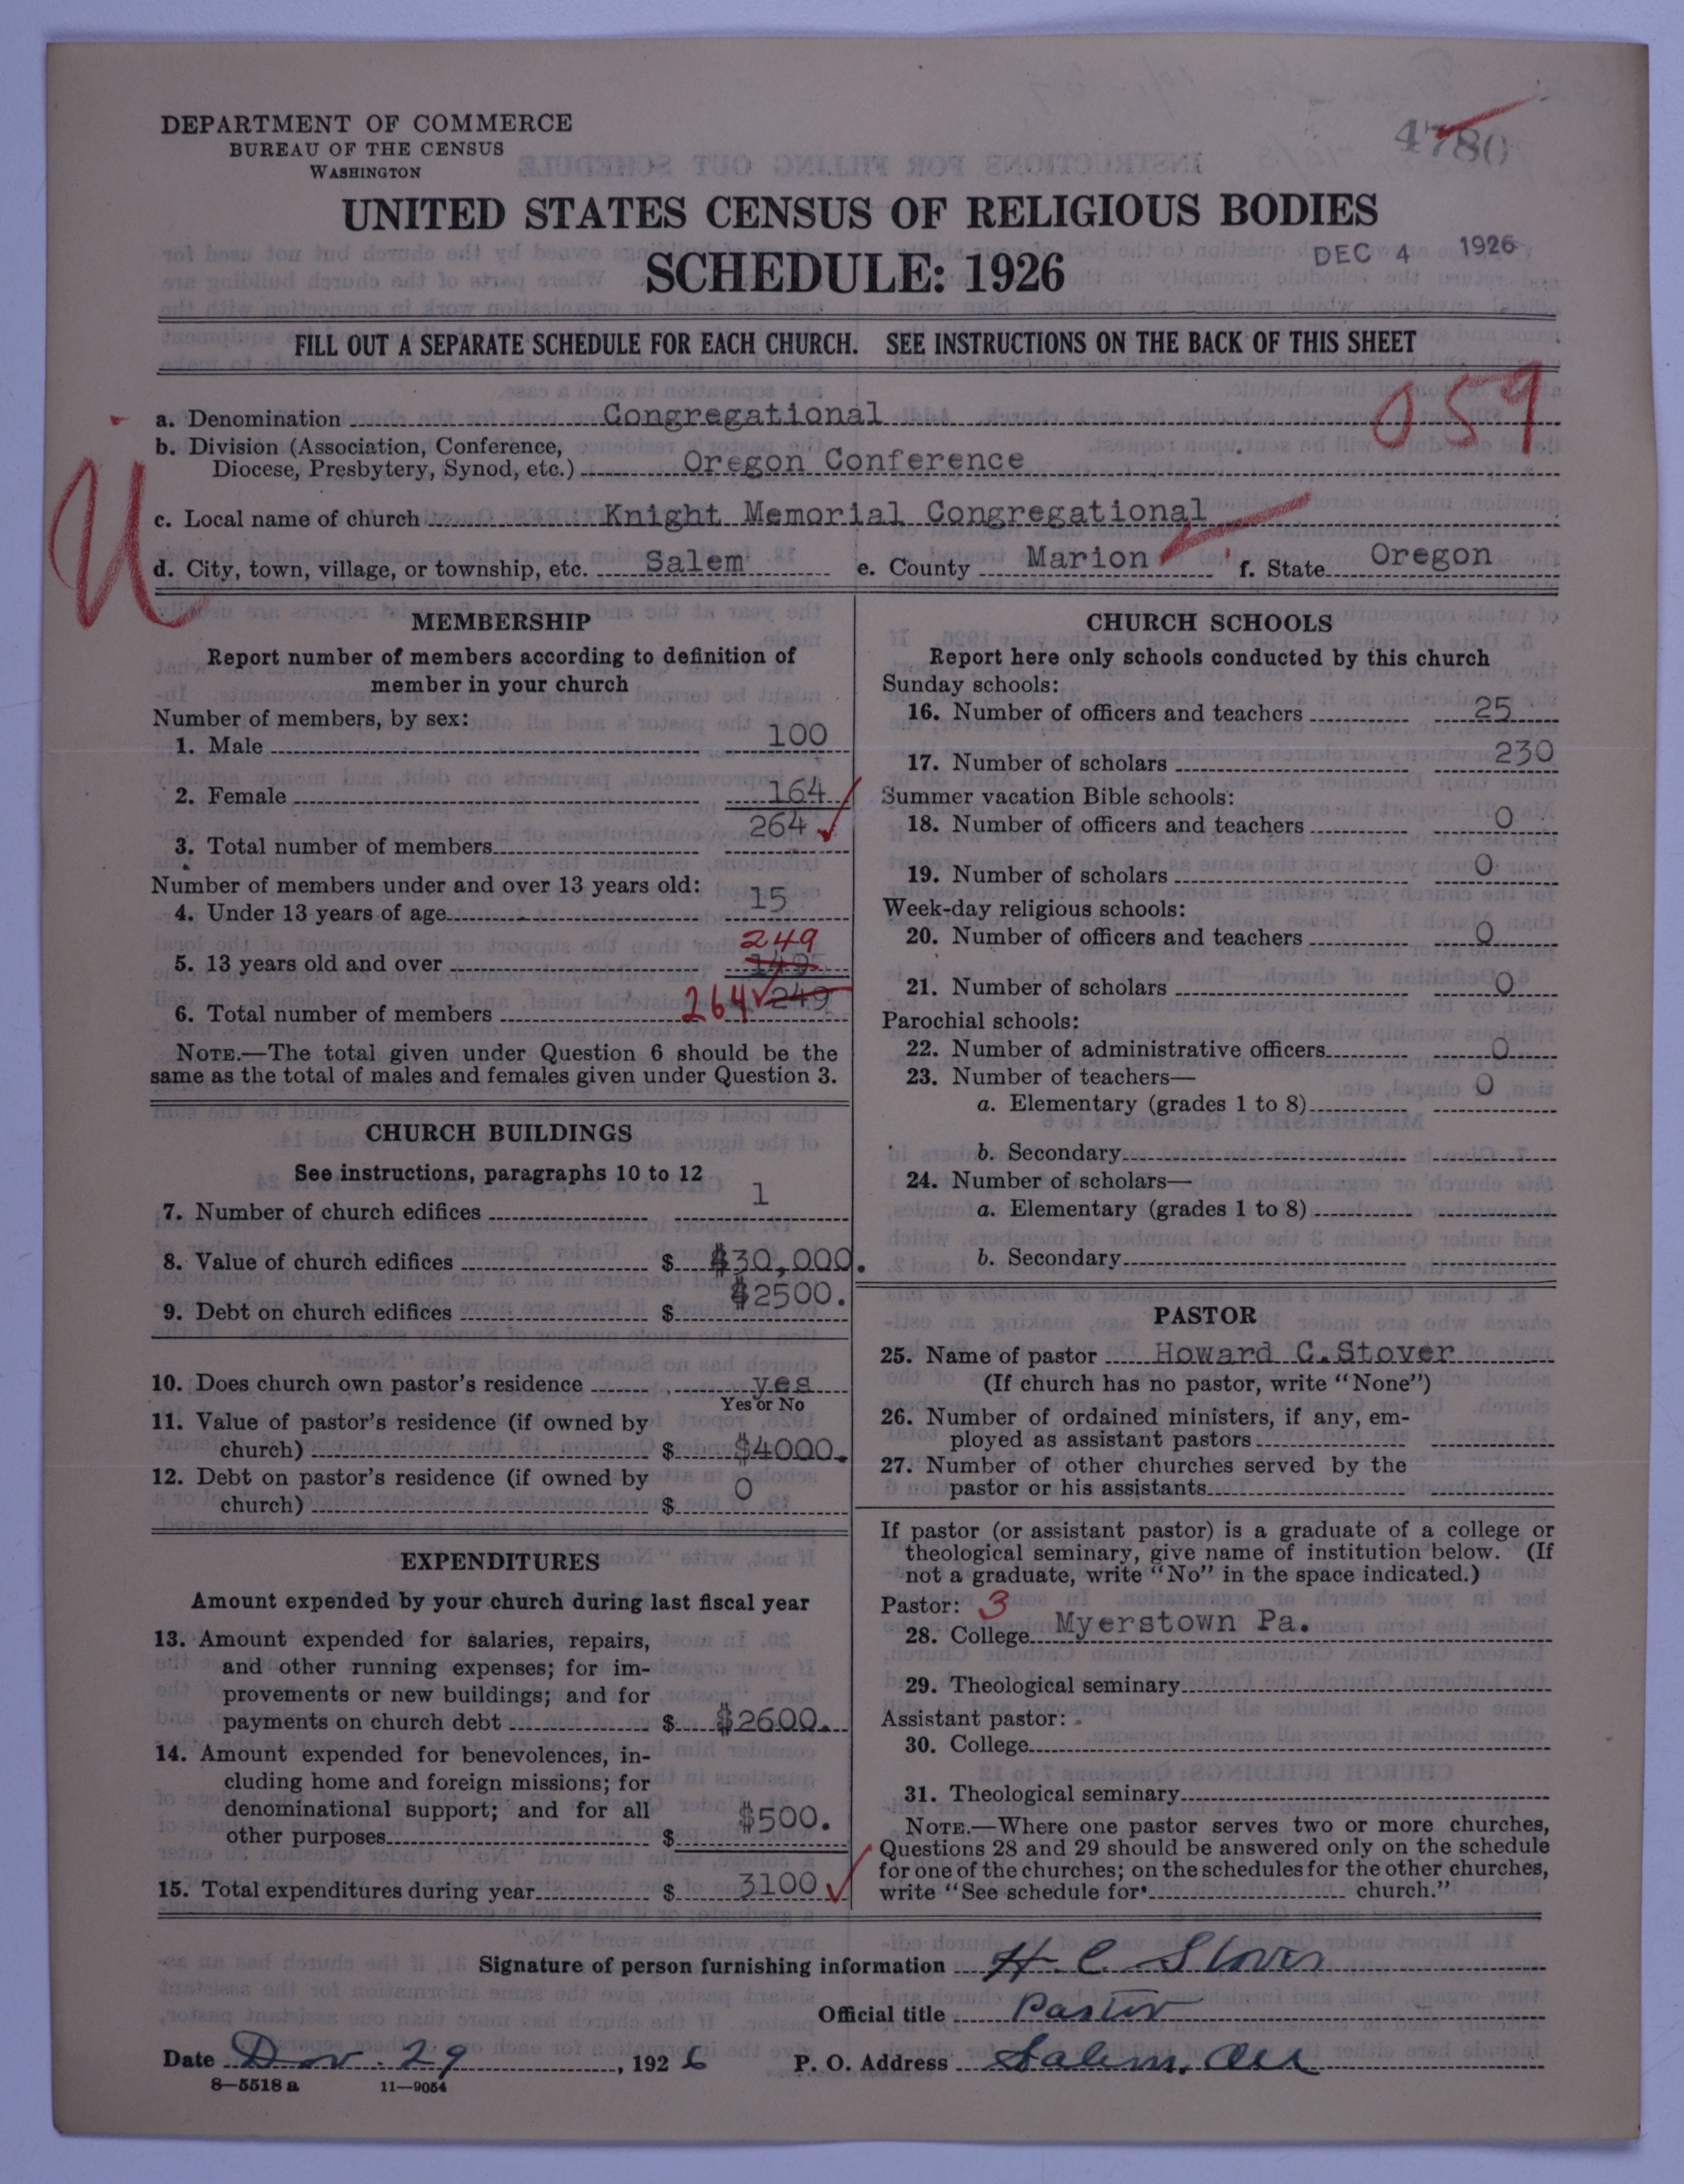 DEPARTMENT OF COMMERCE
BUREAU OF THE CENSUS
WASHINGTON
4780
UNITED STATES CENSUS OF RELIGIOUS BODIES
SCHEDULE: 1926
DEC 4 1926
FILL OUT A SEPARATE SCHEDULE FOR EACH CHURCH. SEE INSTRUCTIONS ON THE BACK OF THIS SHEET
059
a. Denomination Congregational
b. Division (Association, Conference,
Diocese, Presbytery, Synod, etc.) Oregon Conference
c. Local name of church Knight Memorial Congregational
d. City, town, village, or township, etc. Salem e. County Marion f. State Oregon
U
MEMBERSHIP
Report number of members according to definition of
member in your church
Number of members, by sex:
1. Male 100
2. Female 164
3. Total number of members 264
Number of members under and over 13 years old:
4. Under 13 years of age 15
249
5. 13 years old and over 149
6. Total number of members 264 249
NOTE.—The total given under Question 6 should be the
same as the total of males and females given under Question 3.
CHURCH BUILDINGS
See instructions, paragraphs 10 to 12
7. Number of church edifices 1
8. Value of church edifices $ $30,000.
9. Debt on church edifices $ $2500.
10. Does church own pastor's residence yes
Yes or No
11. Value of pastor's residence (if owned by
church) $ $4000.
12. Debt on pastor's residence (if owned by
church) $ 0
EXPENDITURES
Amount expended by your church during last fiscal year
13. Amount expended for salaries, repairs,
and other running expenses; for im-
provements or new buildings; and for
payments on church debt $ $2600.
14. Amount expended for benevolences, in-
cluding home and foreign missions; for
denominational support; and for all
other purposes $ $500.
15. Total expenditures during year $ 3100
CHURCH SCHOOLS
Report here only schools conducted by this church
Sunday schools:
16. Number of officers and teachers 25
17. Number of scholars 230
Summer vacation Bible schools:
18. Number of officers and teachers 0
19. Number of scholars 0
Week-day religious schools:
20. Number of officers and teachers 0
21. Number of scholars 0
Parochial schools:
22. Number of administrative officers 0
23. Number of teachers—
a. Elementary (grades 1 to 8) 0
b. Secondary
24. Number of scholars—
a. Elementary (grades 1 to 8)
b. Secondary
PASTOR
25. Name of pastor Howard C. Stover
(If church has no pastor, write "None")
26. Number of ordained ministers, if any, em-
ployed as assistant pastors
27. Number of other churches served by the
pastor or his assistants
If pastor (or assistant pastor) is a graduate of a college or
theological seminary, give name of institution below. (If
not a graduate, write "No" in the space indicated.)
Pastor: 3
28. College Myerstown Pa.
29. Theological seminary
Assistant pastor:
30. College
31. Theological seminary
NOTE.—Where one pastor serves two or more churches,
Questions 28 and 29 should be answered only on the schedule
for one of the churches; on the schedules for the other churches,
write "See schedule for church."
Signature of person furnishing information H. C. Stover
Official title Pastor
Date Nov. 29, 1926 P. O. Address Salem, Ore
8—5518 a 11—9054